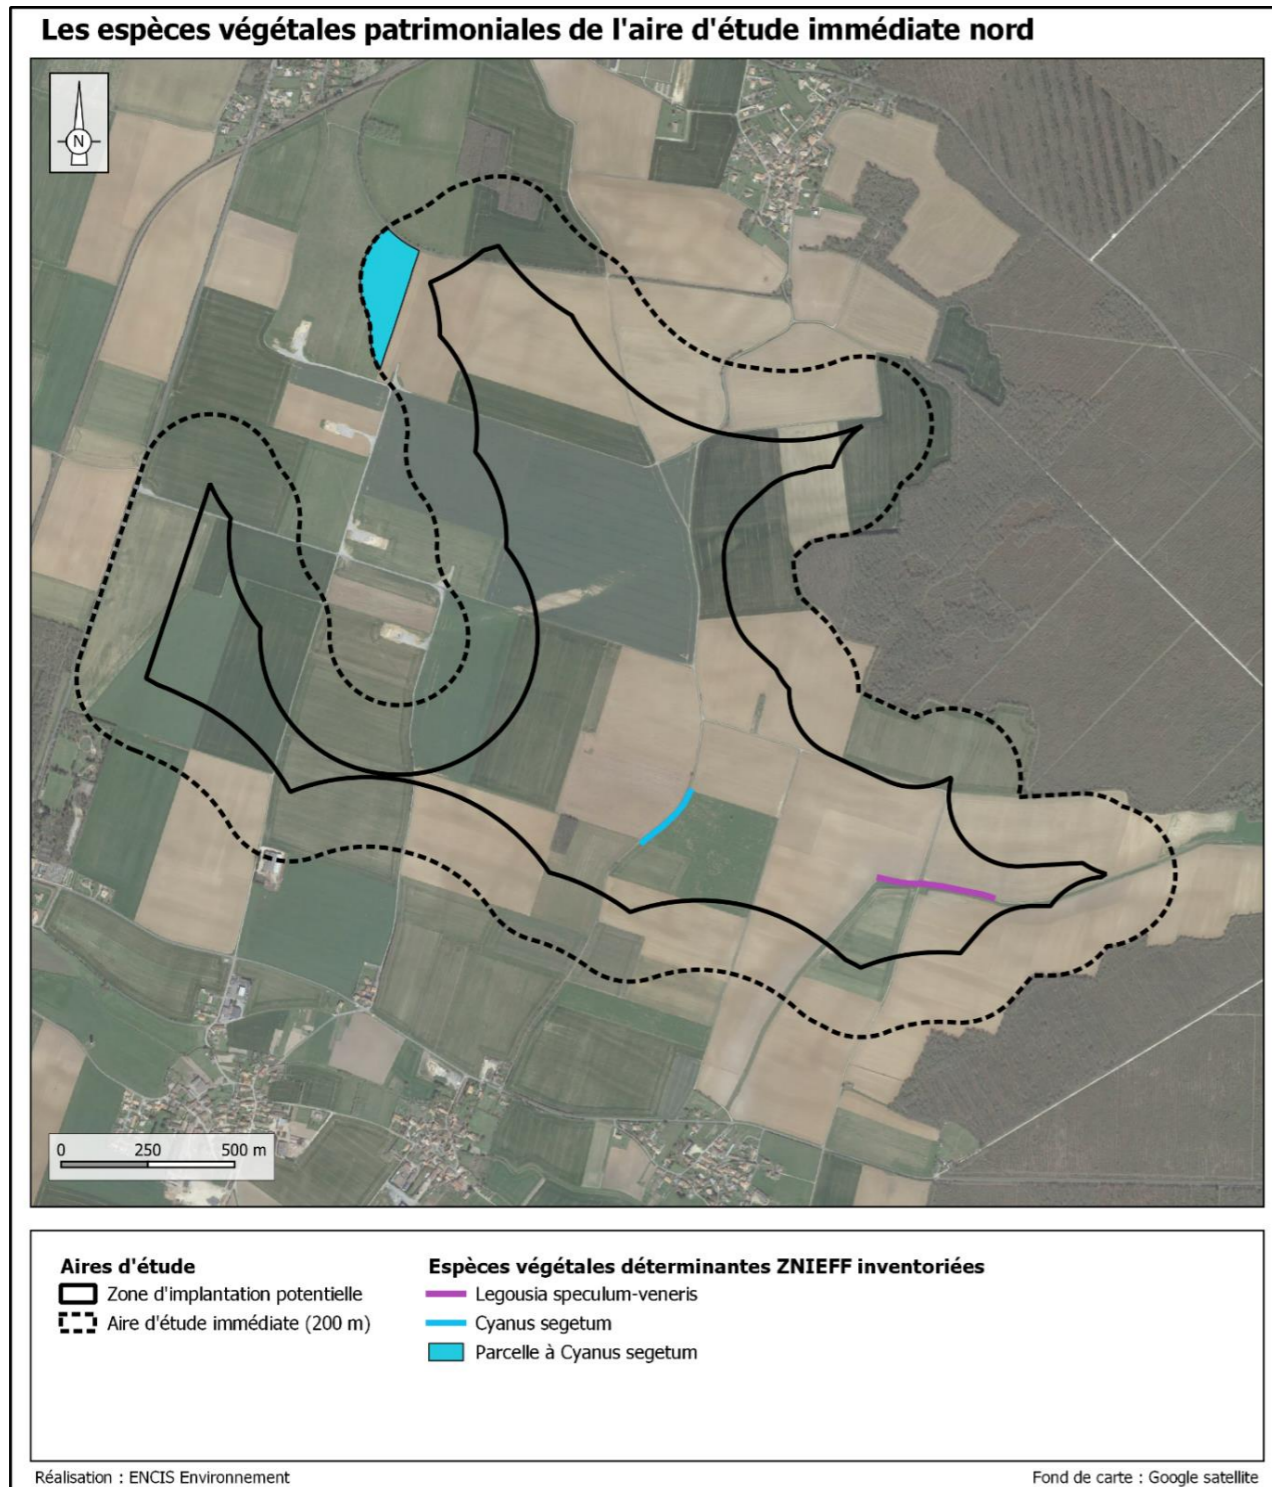 Les espèces végétales patrimoniales de l'aire d'étude immédiate nord
N
0 250 500 m
Aires d'étude
Zone d'implantation potentielle
Aire d'étude immédiate (200 m)
Espèces végétales déterminantes ZNIEFF inventoriées
Legousia speculum-veneris
Cyanus segetum
Parcelle à Cyanus segetum
Réalisation : ENCIS Environnement
Fond de carte : Google satellite